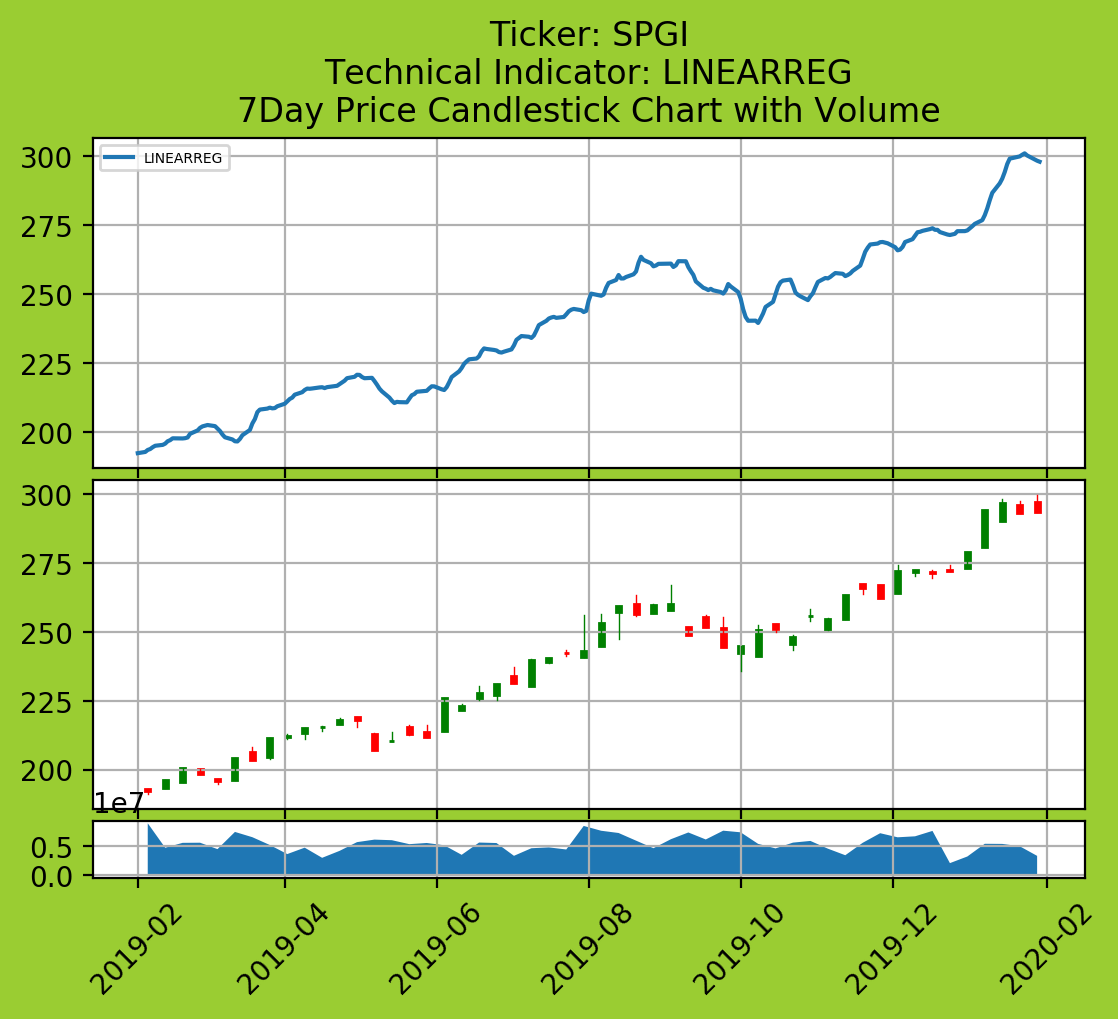 Ticker: SPGI
Technical Indicator: LINEARREG
7Day Price Candlestick Chart with Volume
LINEARREG
300
275
250
225
200
300
275
250
225
200
1e7
0.5
0.0
2019-02 2019-04 2019-06 2019-08 2019-10 2019-12 2020-02